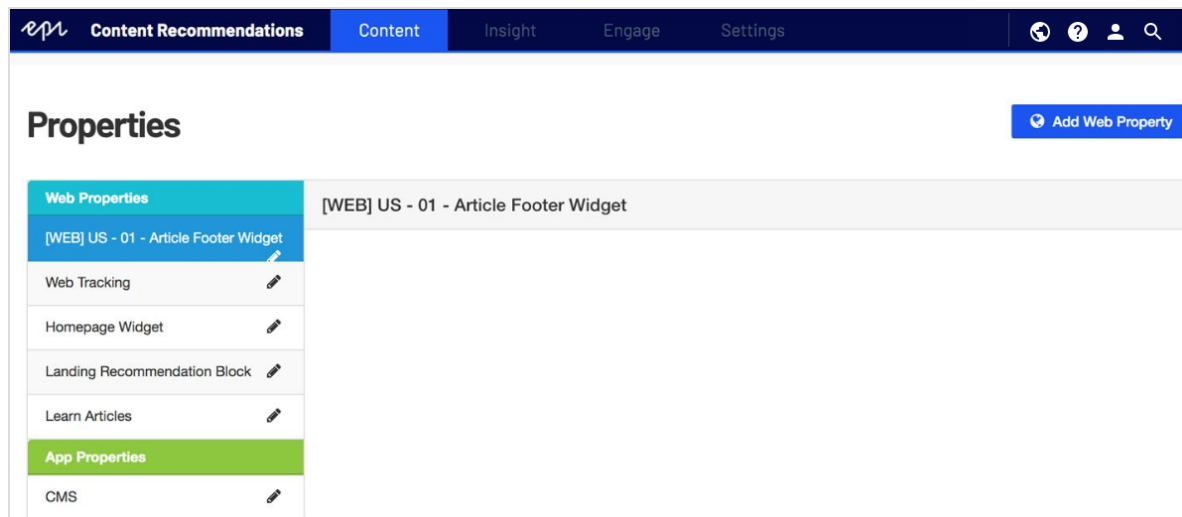 epi Content Recommendations Content Insight Engage Settings
Properties
Add Web Property
Web Properties
[WEB] US - 01 - Article Footer Widget
[WEB] US - 01 - Article Footer Widget
Web Tracking
Homepage Widget
Landing Recommendation Block
Learn Articles
App Properties
CMS